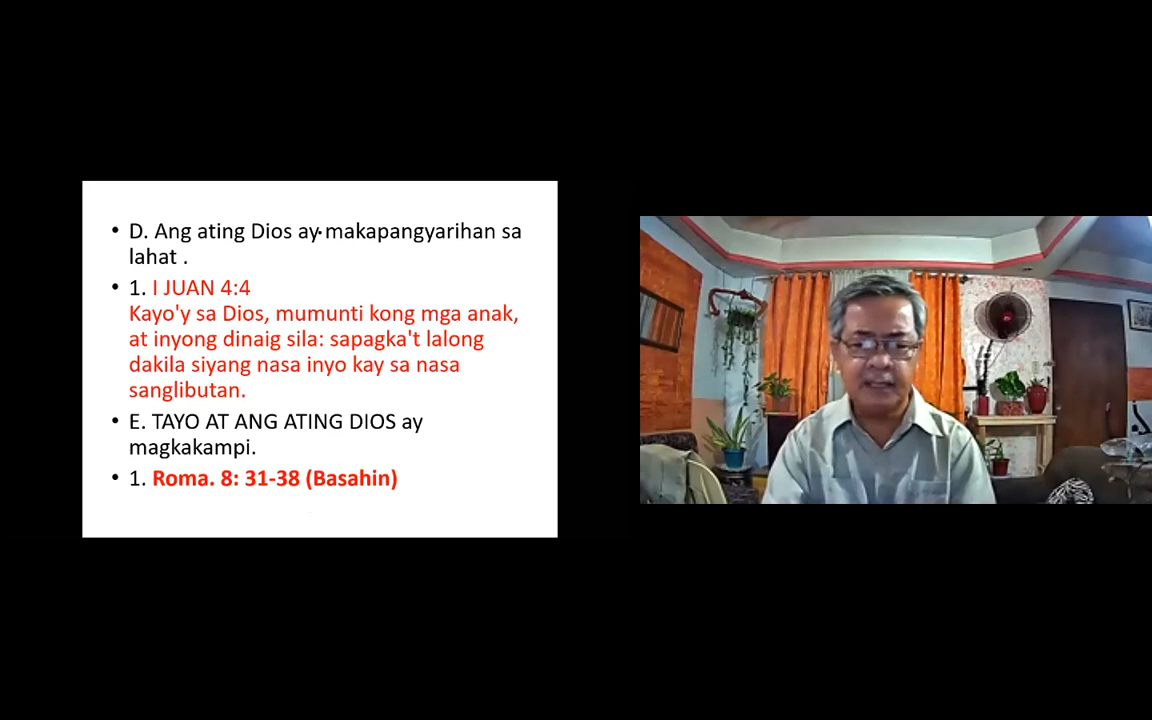 • D. Ang ating Dios ay makapangyarihan sa
lahat .
• 1. I JUAN 4:4
Kayo'y sa Dios, mumunti kong mga anak,
at inyong dinaig sila: sapagka't lalong
dakila siyang nasa inyo kay sa nasa
sanglibutan.
• E. TAYO AT ANG ATING DIOS ay
magkakampi.
• 1. Roma. 8: 31-38 (Basahin)